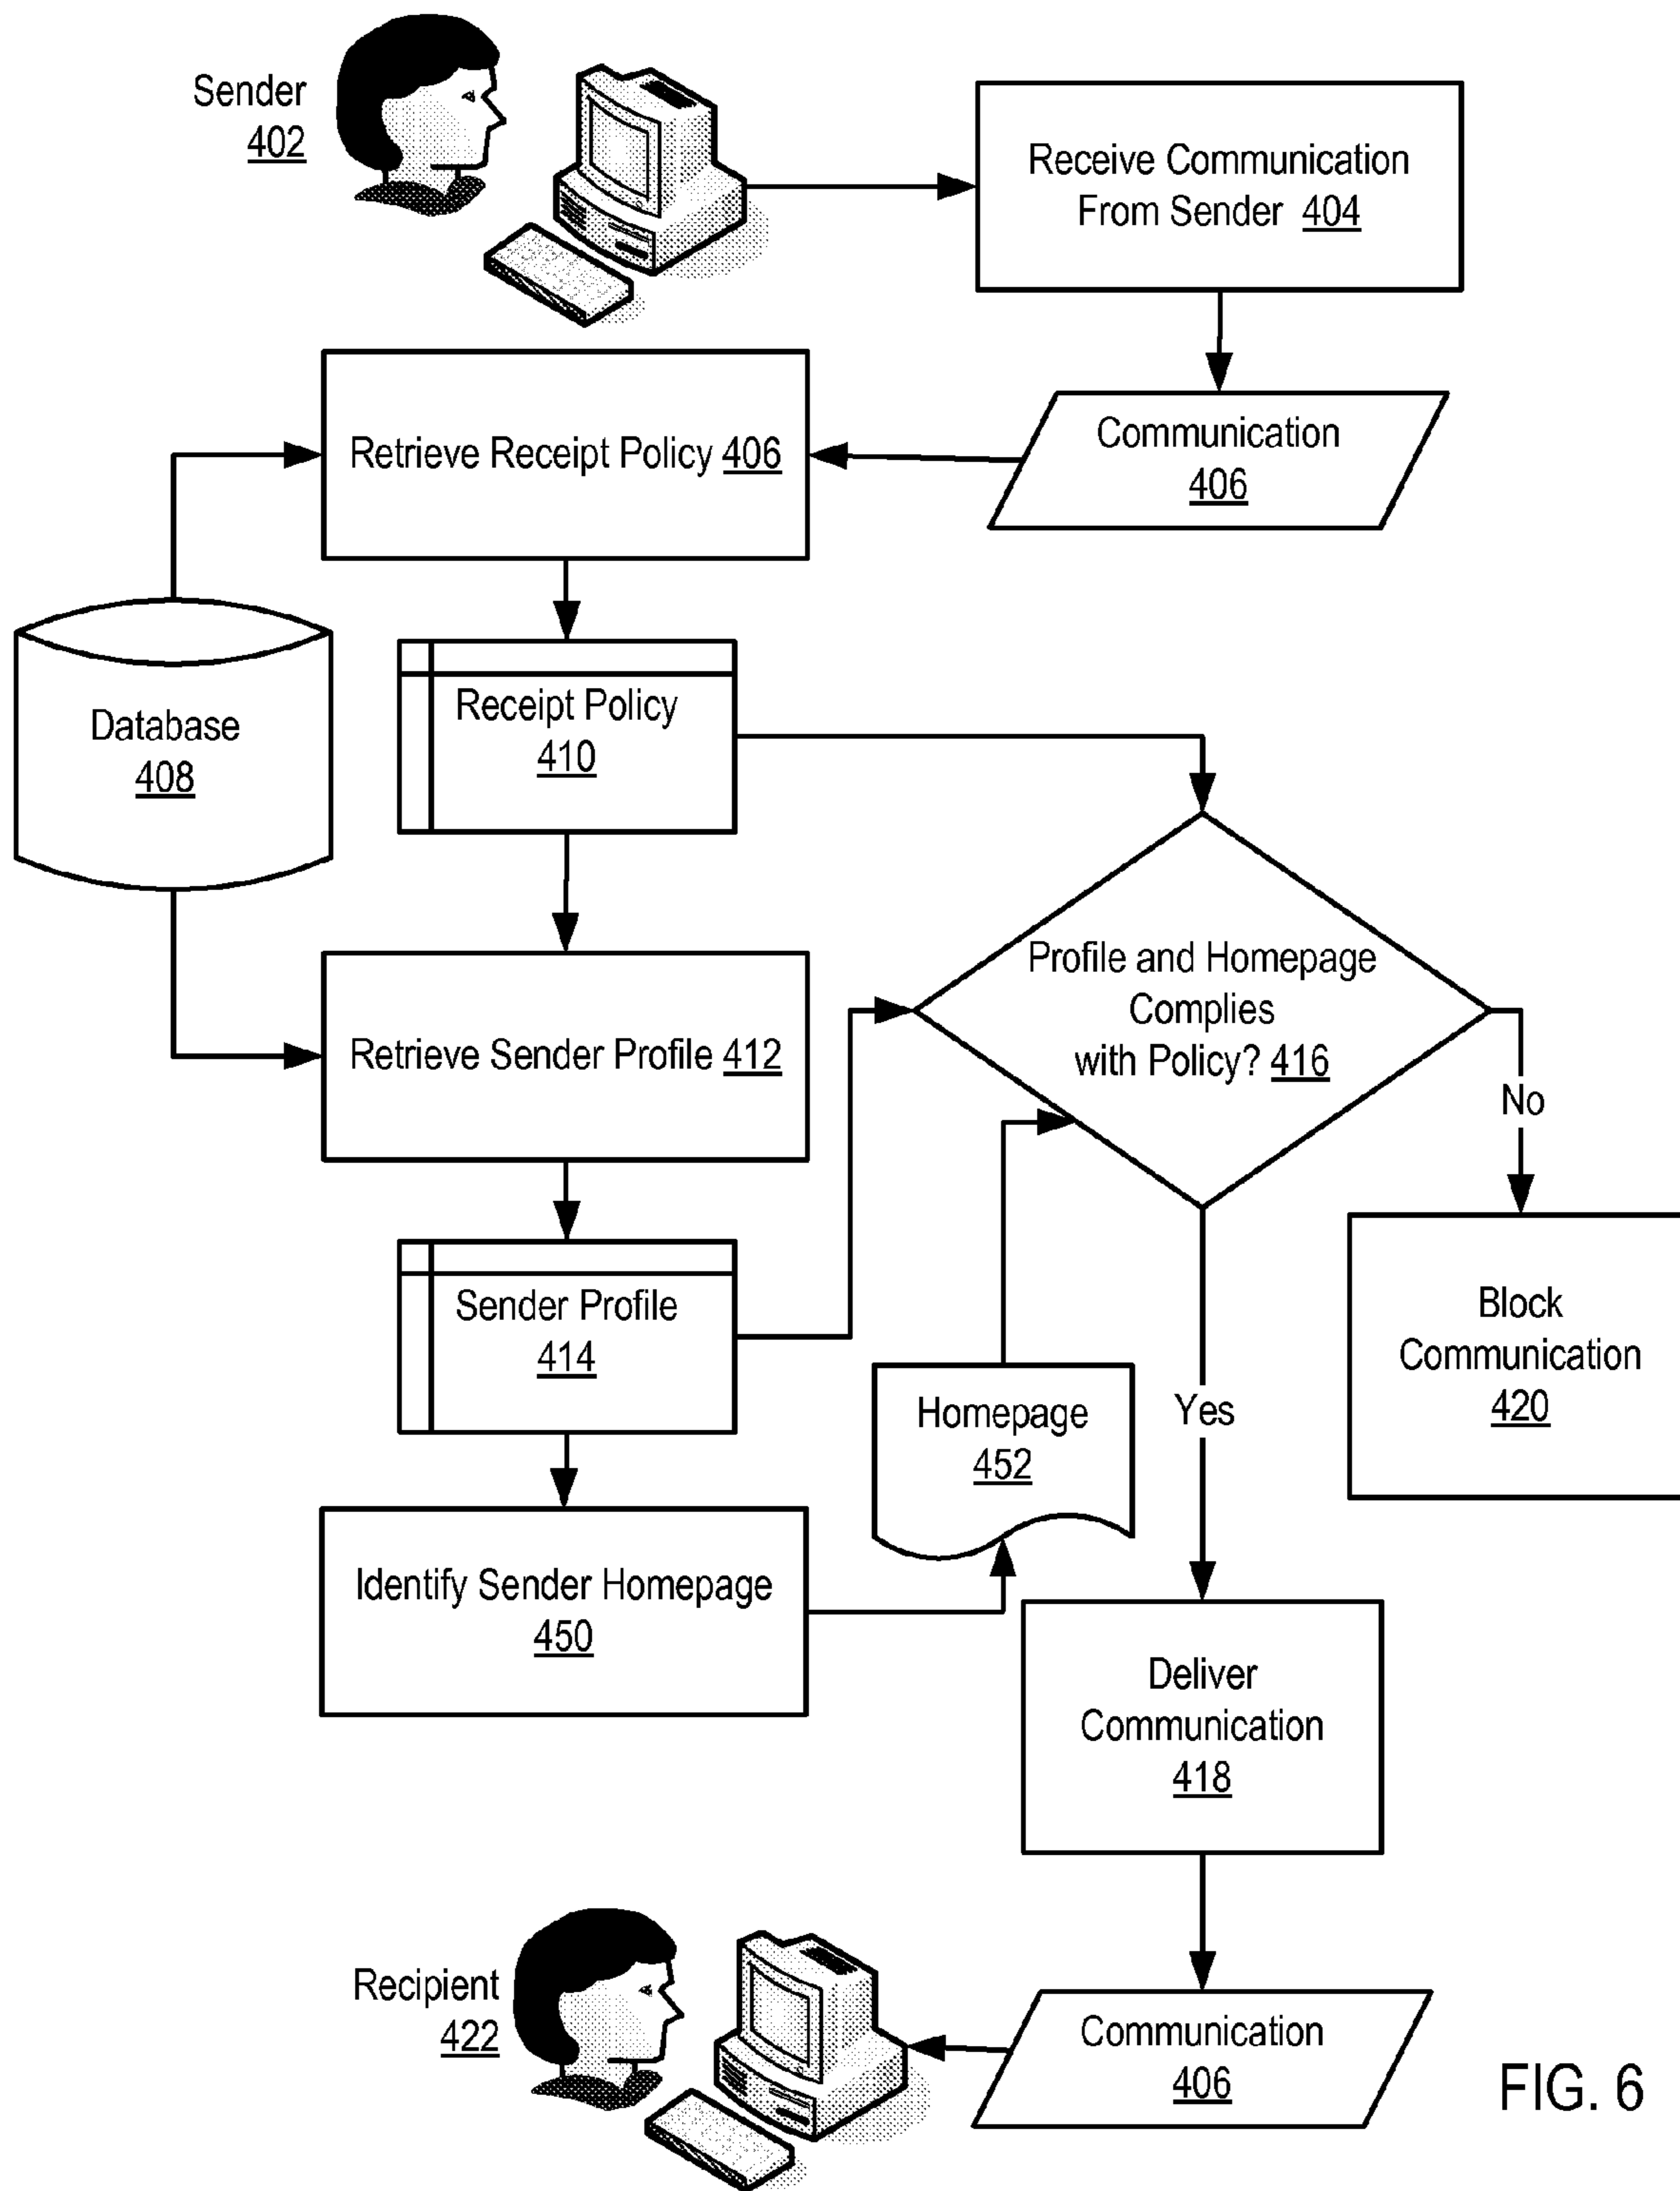 Sender
402
Receive Communication
From Sender 404
Retrieve Receipt Policy 406
Communication
406
Database
408
Receipt Policy
410
Profile and Homepage
Complies
with Policy? 416
Retrieve Sender Profile 412
No
Sender Profile
414
Block
Communication
420
Homepage
452
Yes
Identify Sender Homepage
450
Deliver
Communication
418
Recipient
422
Communication
406
FIG. 6